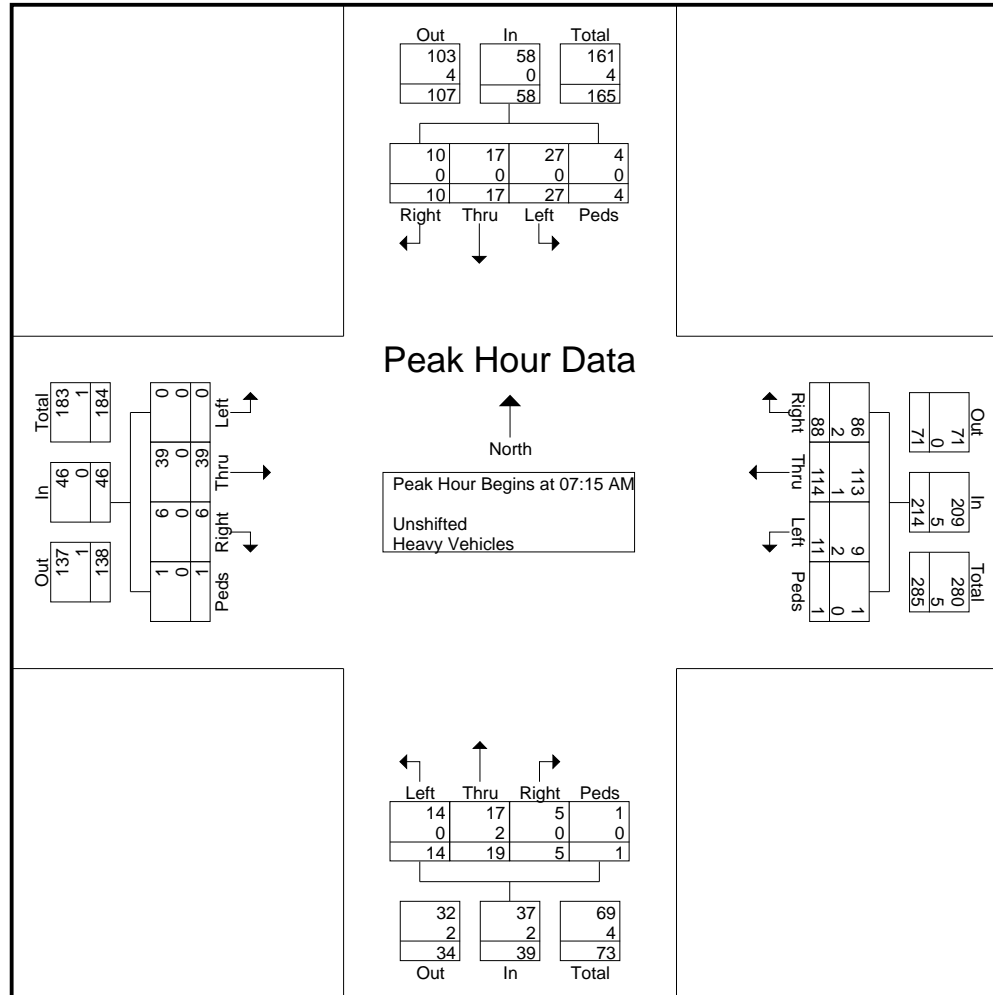 Out In Total
103 58 161
4 0 4
107 58 165
10 17 27 4
0 0 0 0
10 17 27 4
Right Thru Left Peds
Peak Hour Data
North
Peak Hour Begins at 07:15 AM
Unshifted
Heavy Vehicles
Left 0 0 0
Thru 39 0 39
Right 6 0 6
Peds 1 0 1
Total 183 1 184
In 46 0 46
Out 137 1 138
Right 88 2 86
Thru 114 1 113
Left 11 2 9
Peds 1 0 1
Out 71 0 71
In 214 5 209
Total 285 5 280
Left Thru Right Peds
14 17 5 1
0 2 0 0
14 19 5 1
32 37 69
2 2 4
34 39 73
Out In Total